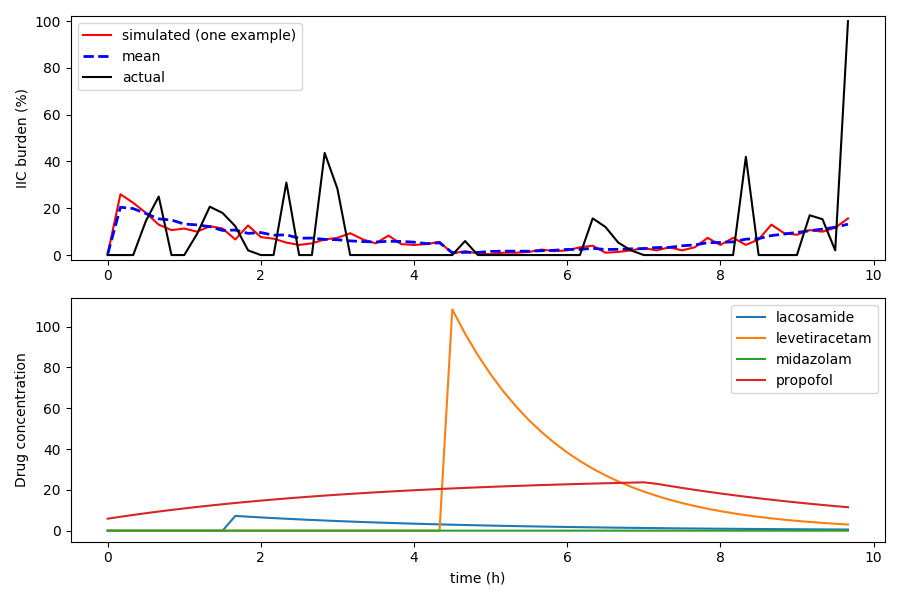 100
80
60
40
20
0
IIC burden (%)
simulated (one example)
mean
actual
0 2 4 6 8 10
100
80
60
40
20
0
Drug concentration
lacosamide
levetiracetam
midazolam
propofol
0 2 4 6 8 10
time (h)